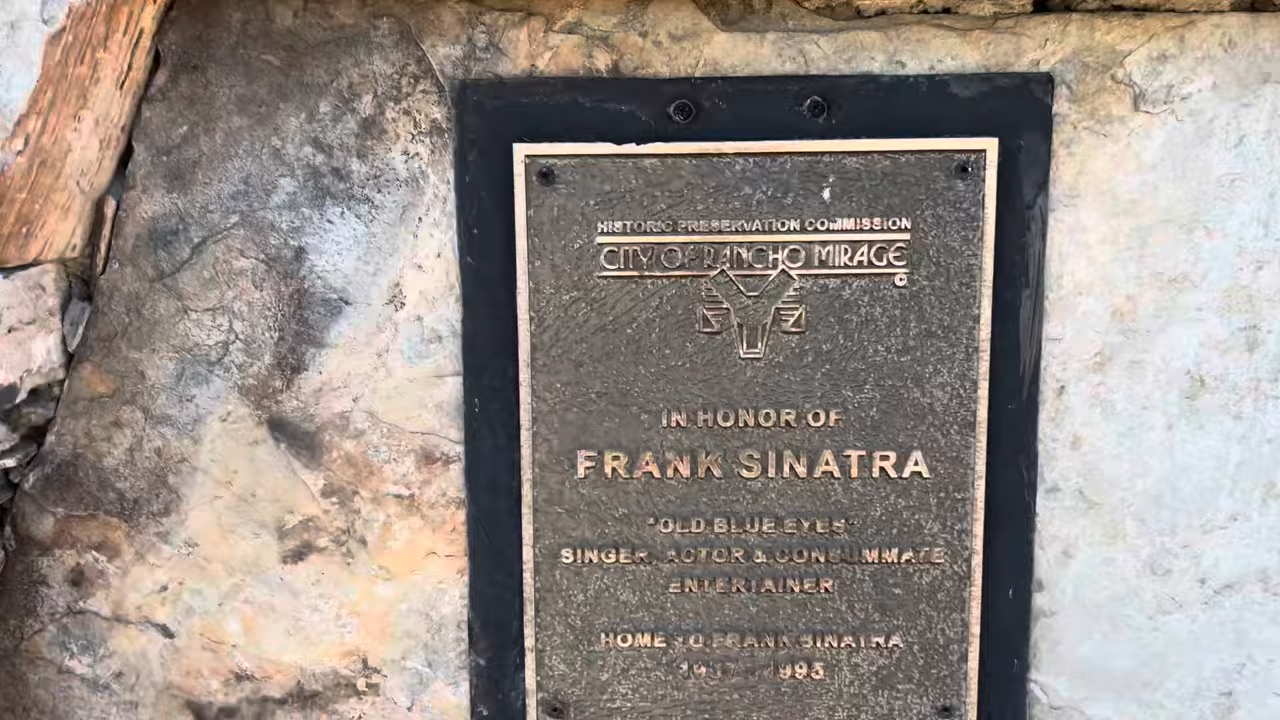 HISTORIC PRESERVATION COMMISSION
CITY OF RANCHO MIRAGE
©
IN HONOR OF
FRANK SINATRA
"OLD BLUE EYES"
SINGER, ACTOR & CONSUMMATE
ENTERTAINER
HOME TO FRANK SINATRA
1995